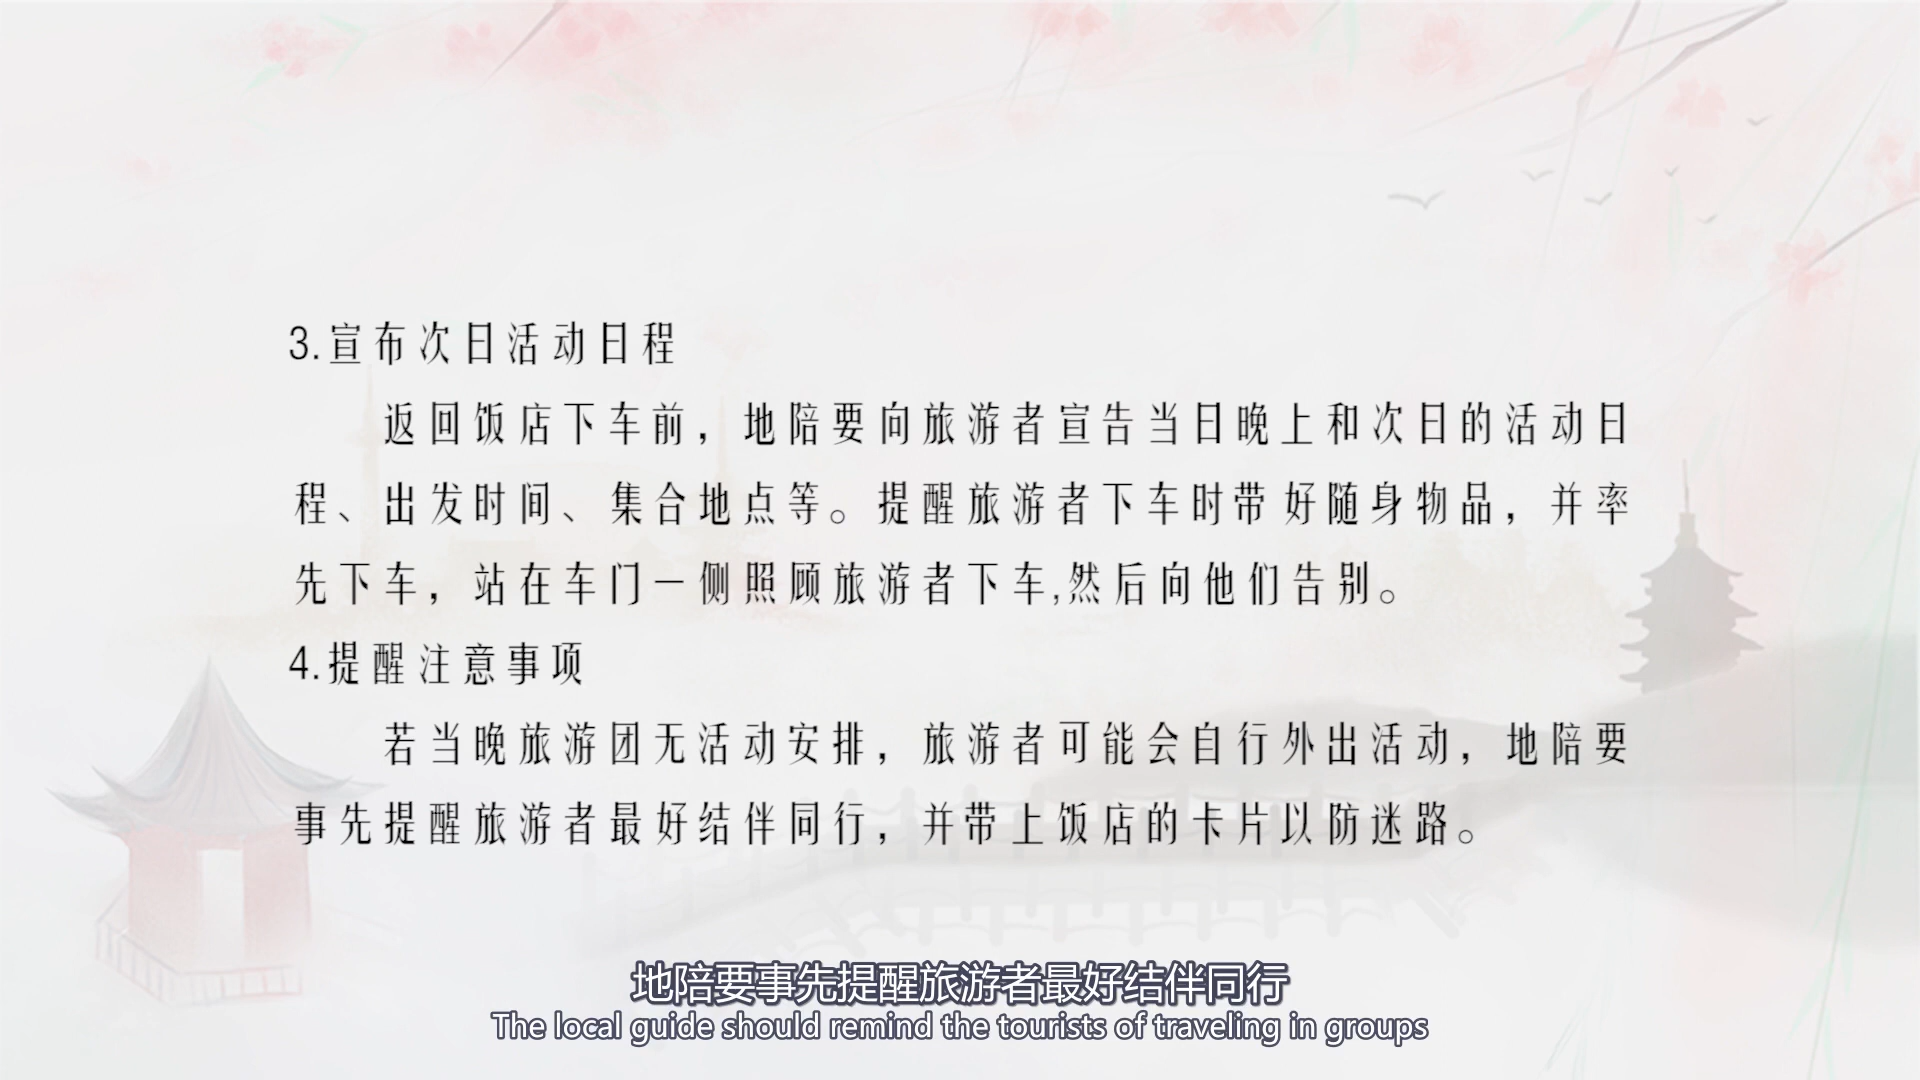 3.宣布次日活动日程
返回饭店下车前，地陪要向旅游者宣告当日晚上和次日的活动日
程、出发时间、集合地点等。提醒旅游者下车时带好随身物品，并率
先下车，站在车门一侧照顾旅游者下车,然后向他们告别。
4.提醒注意事项
若当晚旅游团无活动安排，旅游者可能会自行外出活动，地陪要
事先提醒旅游者最好结伴同行，并带上饭店的卡片以防迷路。
地陪要事先提醒旅游者最好结伴同行
The local guide should remind the tourists of traveling in groups